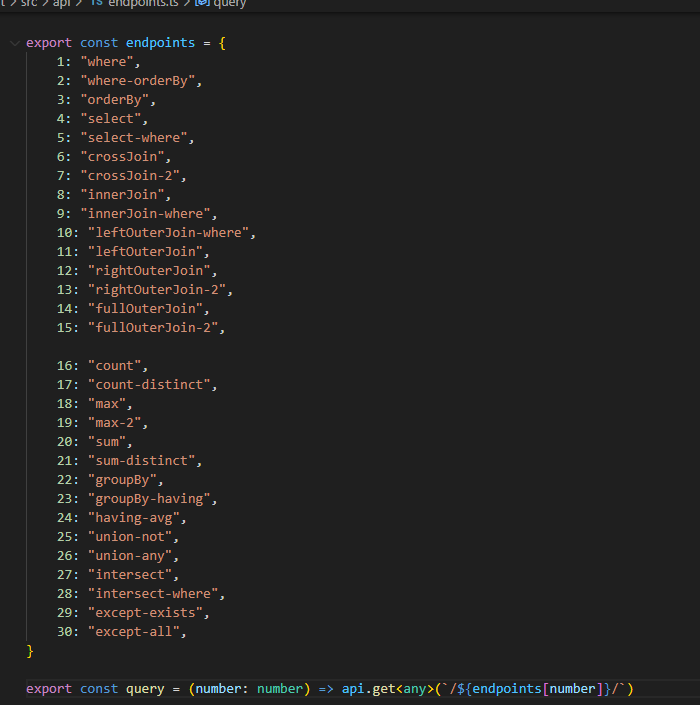 t > src > api > TS endpoints.ts > query
export const endpoints = {
1: "where",
2: "where-orderBy",
3: "orderBy",
4: "select",
5: "select-where",
6: "crossJoin",
7: "crossJoin-2",
8: "innerJoin",
9: "innerJoin-where",
10: "leftOuterJoin-where",
11: "leftOuterJoin",
12: "rightOuterJoin",
13: "rightOuterJoin-2",
14: "fullOuterJoin",
15: "fullOuterJoin-2",
16: "count",
17: "count-distinct",
18: "max",
19: "max-2",
20: "sum",
21: "sum-distinct",
22: "groupBy",
23: "groupBy-having",
24: "having-avg",
25: "union-not",
26: "union-any",
27: "intersect",
28: "intersect-where",
29: "except-exists",
30: "except-all",
}
export const query = (number: number) => api.get<any>(`/${endpoints[number]}/`)